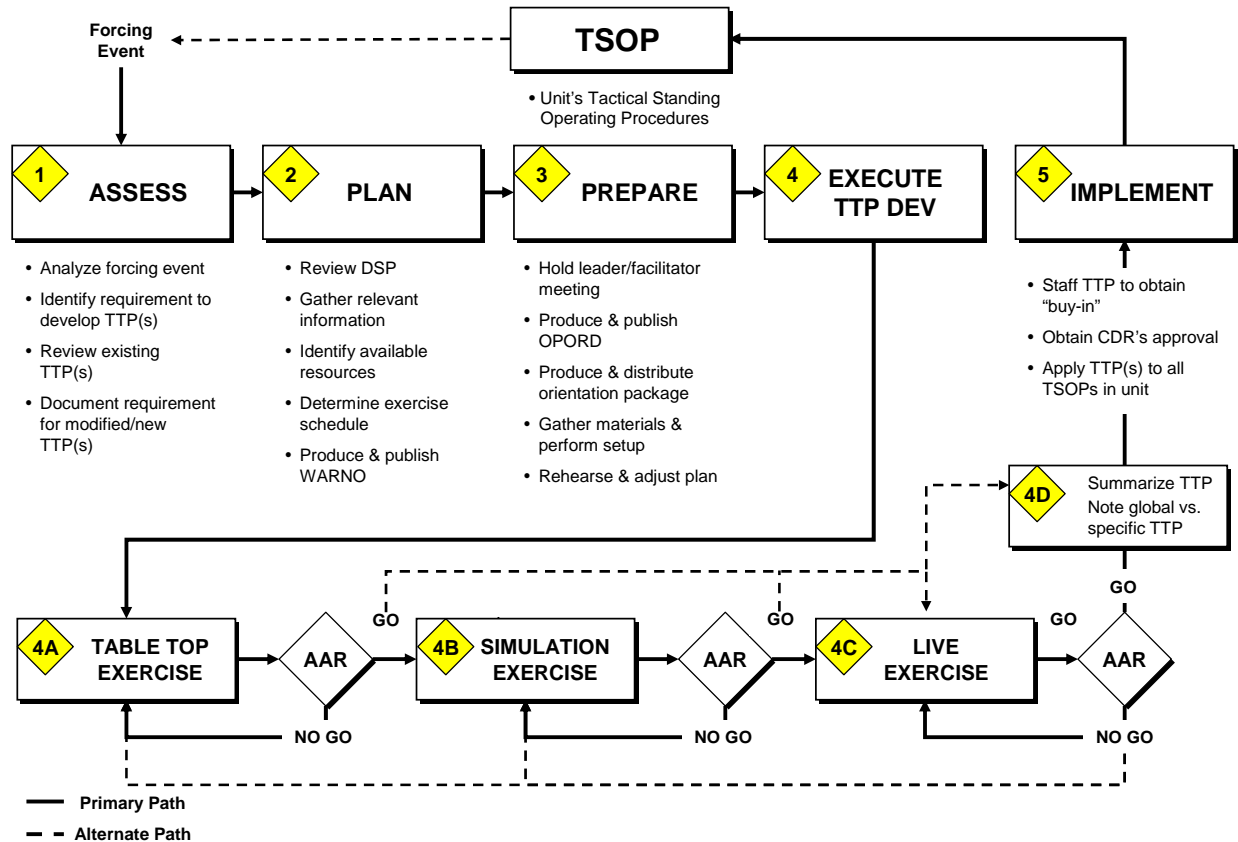 Forcing
Event
TSOP
• Unit's Tactical Standing
Operating Procedures
1
ASSESS
2
PLAN
3
PREPARE
4
EXECUTE
TTP DEV
5
IMPLEMENT
• Analyze forcing event
• Identify requirement to
develop TTP(s)
• Review existing
TTP(s)
• Document requirement
for modified/new
TTP(s)
• Review DSP
• Gather relevant
information
• Identify available
resources
• Determine exercise
schedule
• Produce & publish
WARNO
• Hold leader/facilitator
meeting
• Produce & publish
OPORD
• Produce & distribute
orientation package
• Gather materials &
perform setup
• Rehearse & adjust plan
• Staff TTP to obtain
“buy-in”
• Obtain CDR's approval
• Apply TTP(s) to all
TSOPs in unit
4D
Summarize TTP
Note global vs.
specific TTP
GO
4A
TABLE TOP
EXERCISE
AAR
GO
NO GO
4B
SIMULATION
EXERCISE
AAR
GO
NO GO
4C
LIVE
EXERCISE
GO
AAR
NO GO
Primary Path
Alternate Path